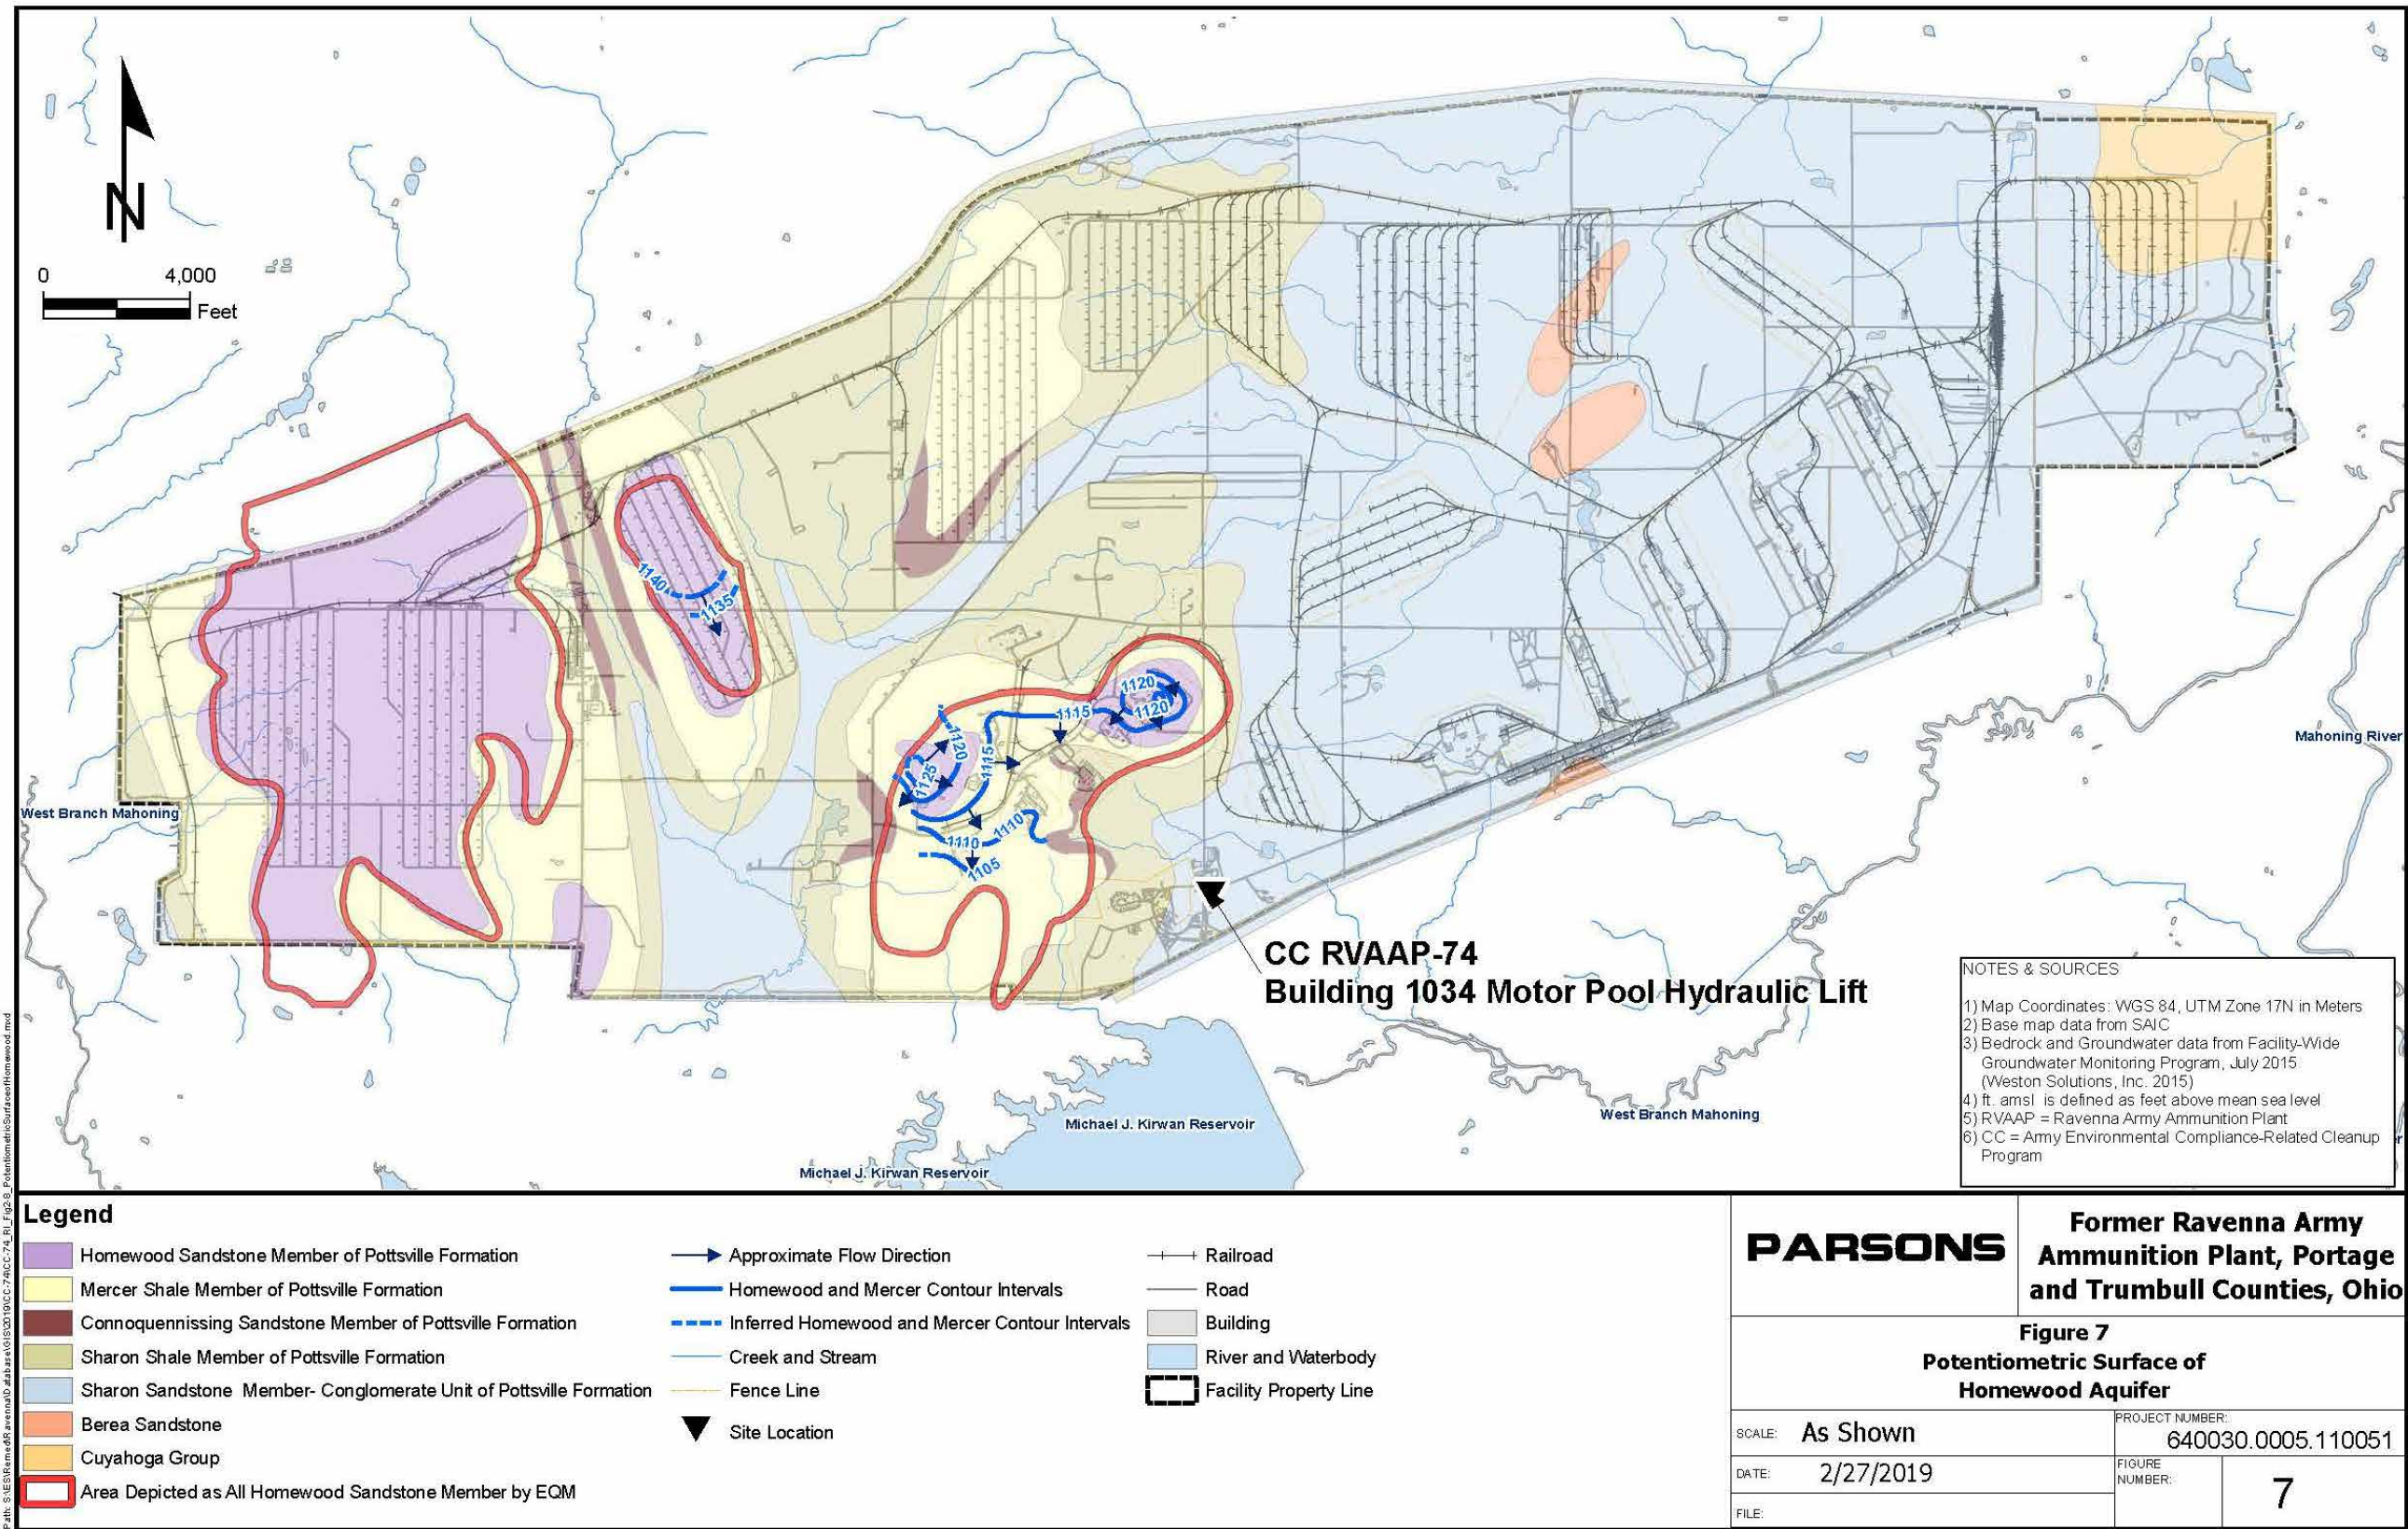 N
0 4,000
Feet
1140
1135
1120
1120
1115
1120
1115
1125
1110
1110
1105
West Branch Mahoning
Mahoning River
CC RVAAP-74
Building 1034 Motor Pool Hydraulic Lift
West Branch Mahoning
Michael J. Kirwan Reservoir
Michael J. Kirwan Reservoir
NOTES & SOURCES
1) Map Coordinates: WGS 84, UTM Zone 17N in Meters
2) Base map data from SAIC
3) Bedrock and Groundwater data from Facility-Wide
Groundwater Monitoring Program, July 2015
(Weston Solutions, Inc. 2015)
4) ft. amsl is defined as feet above mean sea level
5) RVAAP = Ravenna Army Ammunition Plant
6) CC = Army Environmental Compliance-Related Cleanup
Program
Legend
Homewood Sandstone Member of Pottsville Formation
Mercer Shale Member of Pottsville Formation
Connoquennissing Sandstone Member of Pottsville Formation
Sharon Shale Member of Pottsville Formation
Sharon Sandstone Member- Conglomerate Unit of Pottsville Formation
Berea Sandstone
Cuyahoga Group
Area Depicted as All Homewood Sandstone Member by EQM
Approximate Flow Direction
Homewood and Mercer Contour Intervals
Inferred Homewood and Mercer Contour Intervals
Creek and Stream
Fence Line
Site Location
Railroad
Road
Building
River and Waterbody
Facility Property Line
PARSONS
Former Ravenna Army
Ammunition Plant, Portage
and Trumbull Counties, Ohio
Figure 7
Potentiometric Surface of
Homewood Aquifer
SCALE: As Shown
PROJECT NUMBER:
640030.0005.110051
DATE: 2/27/2019
FIGURE
NUMBER:
7
FILE: